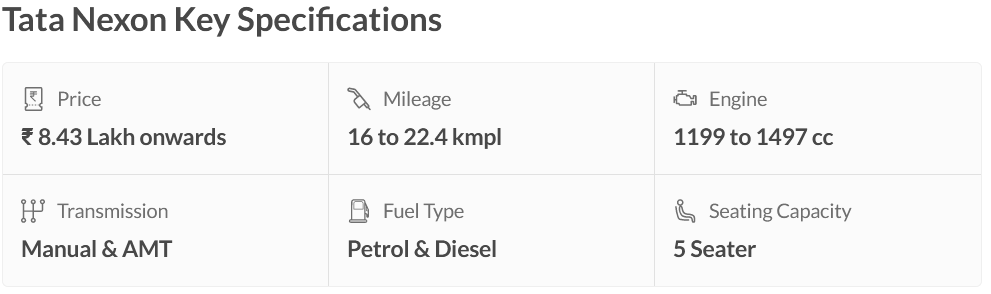 Tata Nexon Key Specifications
Price
₹ 8.43 Lakh onwards
Mileage
16 to 22.4 kmpl
Engine
1199 to 1497 cc
Transmission
Manual & AMT
Fuel Type
Petrol & Diesel
Seating Capacity
5 Seater